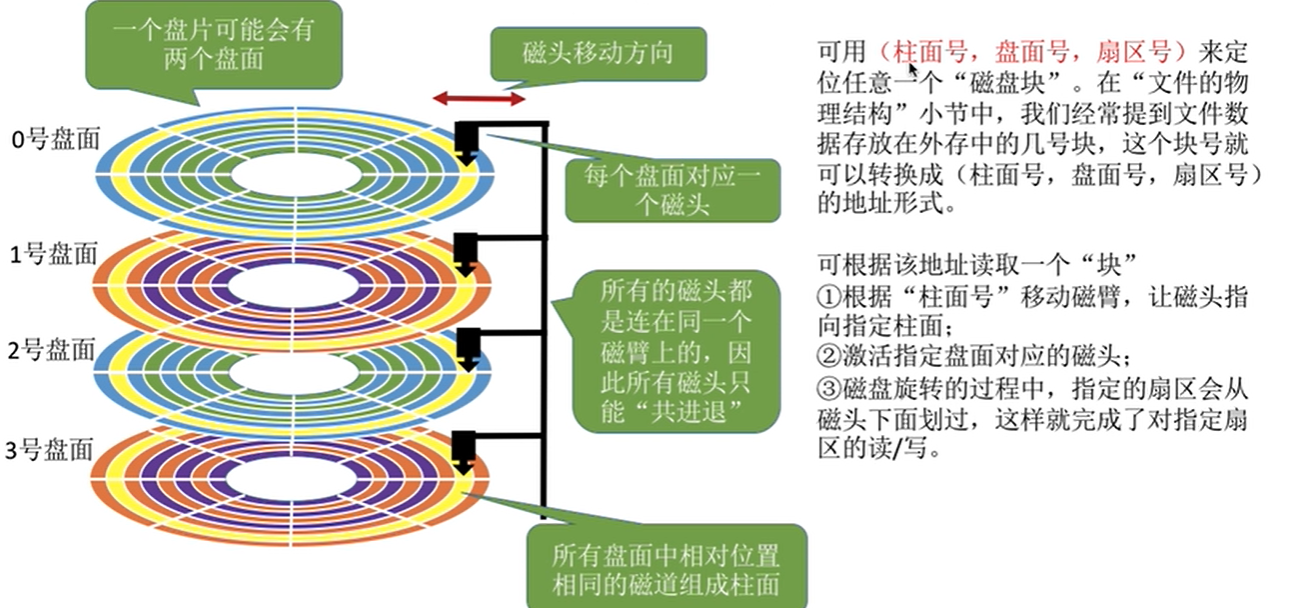 一个盘片可能会有
两个盘面
磁头移动方向
0号盘面
每个盘面对应一
个磁头
1号盘面
所有的磁头都
是连在同一个
磁臂上的，因
此所有磁头只
能“共进退”
2号盘面
3号盘面
所有盘面中相对位置
相同的磁道组成柱面
可用（柱面号，盘面号，扇区号）来定
位任意一个“磁盘块”。在“文件的物
理结构”小节中，我们经常提到文件数
据存放在外存中的几号块，这个块号就
可以转换成（柱面号，盘面号，扇区号）
的地址形式。
可根据该地址读取一个“块”
①根据“柱面号”移动磁臂，让磁头指
向指定柱面；
②激活指定盘面对应的磁头；
③磁盘旋转的过程中，指定的扇区会从
磁头下面划过，这样就完成了对指定扇
区的读/写。